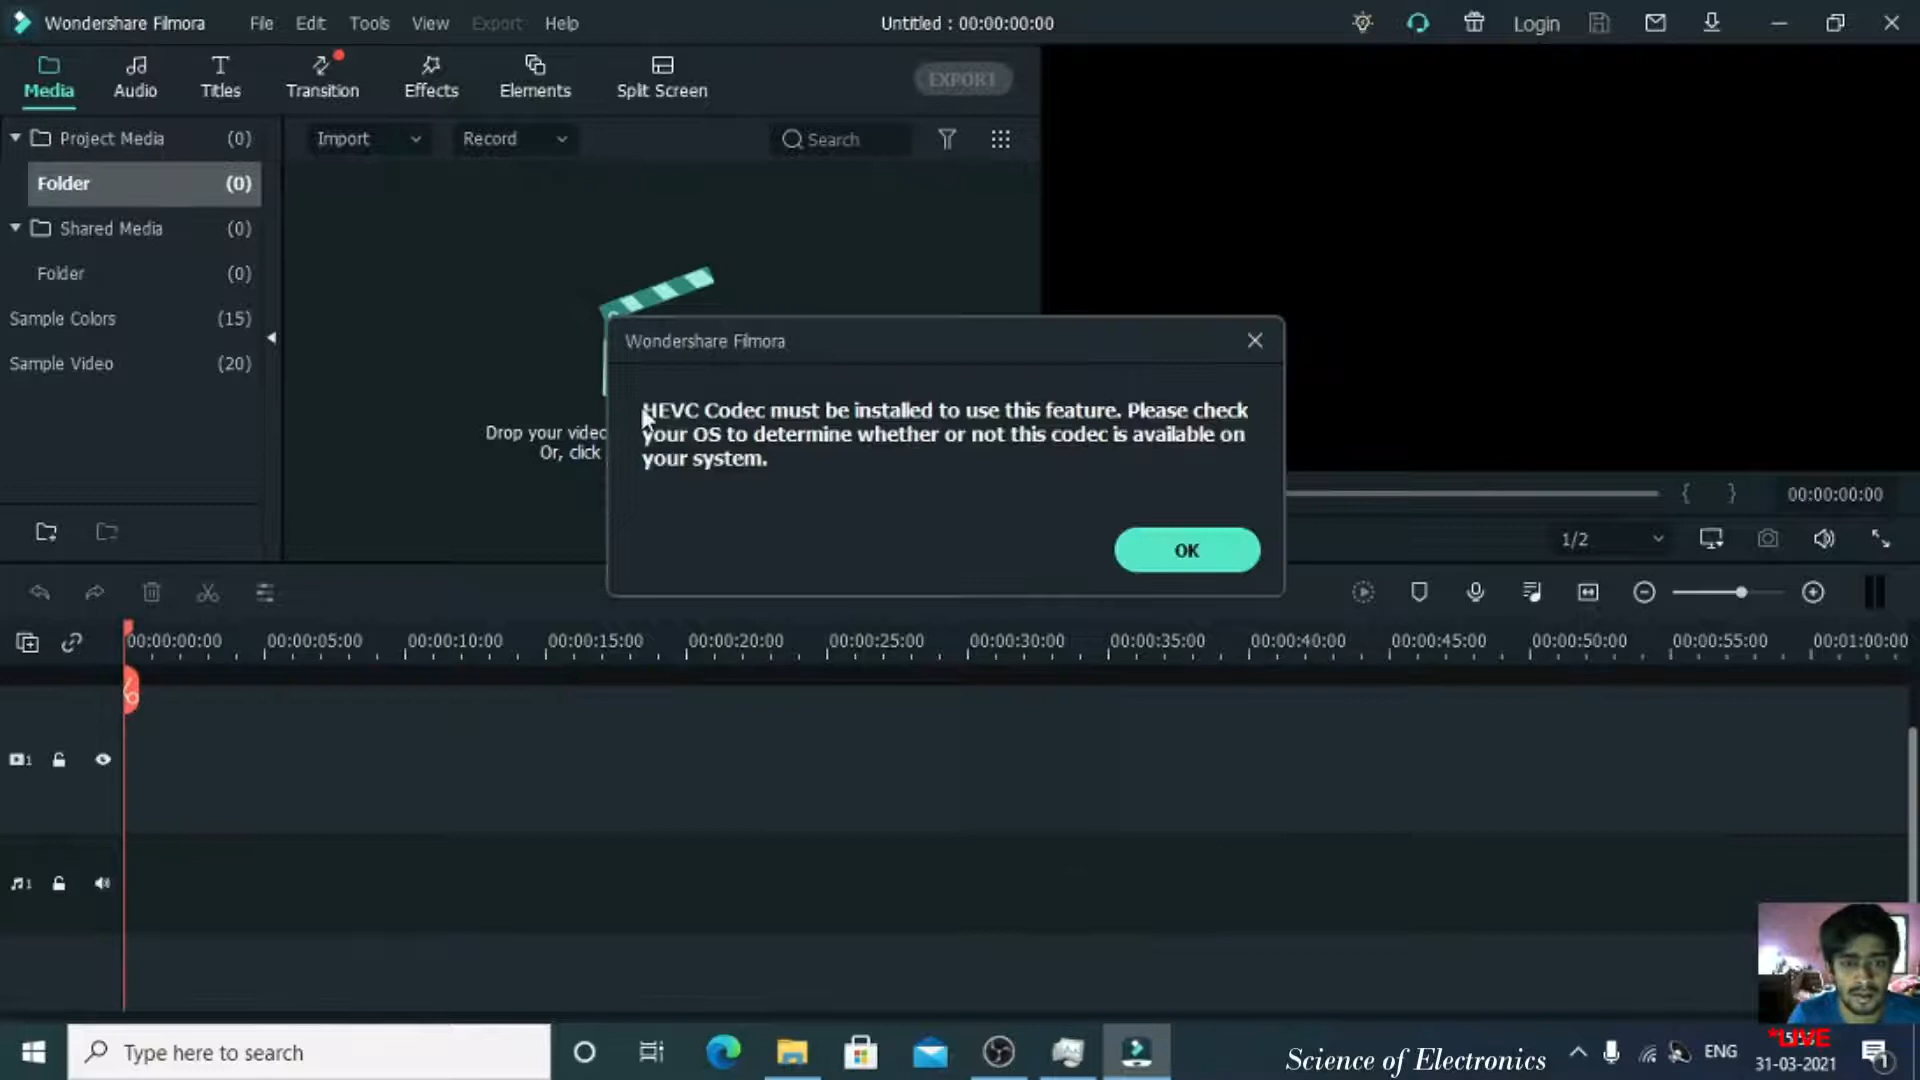 Wondershare Filmora
File
Edit
Tools
View
Export
Help
Untitled : 00:00:00:00
Login
Media
Audio
Titles
Transition
Effects
Elements
Split Screen
EXPORT
Project Media (0)
Import
Record
Search
Folder (0)
Shared Media (0)
Folder (0)
Sample Colors (15)
Sample Video (20)
Wondershare Filmora
HEVC Codec must be installed to use this feature. Please check
your OS to determine whether or not this codec is available on
your system.
OK
Drop your video
Or, click
{ }
00:00:00:00
1/2
00:00:00:00 00:00:05:00 00:00:10:00 00:00:15:00 00:00:20:00 00:00:25:00 00:00:30:00 00:00:35:00 00:00:40:00 00:00:45:00 00:00:50:00 00:00:55:00 00:01:00:00
1
1
Type here to search
Science of Electronics
ENG
*LIVE
31-03-2021
1